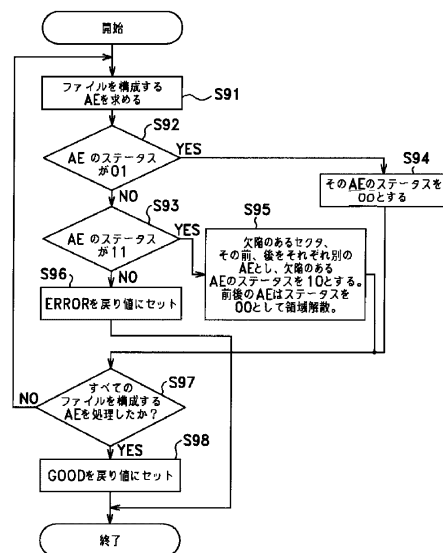 開始
ファイルを構成する
AEを求める
S91
S92
AE のステータス
が01
YES
NO
S94
そのAEのステータスを
00とする
S93
AE のステータス
が11
YES
NO
S95
欠陥のあるセクタ、
その前、後をそれぞれ別の
AEとし、欠陥のある
AEのステータスを10とする。
前後のAEはステータスを
00として領域解散。
S96
ERRORを戻り値にセット
S97
すべての
ファイルを構成する
AEを処理したか?
NO
YES
S98
GOODを戻り値にセット
終了